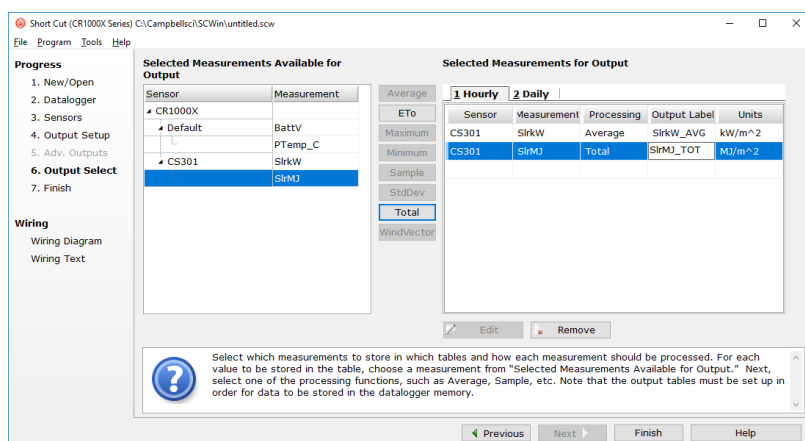 Short Cut (CR1000X Series) C:\Campbellsci\SCWin\untitled.scw
File Program Tools Help
Progress
1. New/Open
2. Datalogger
3. Sensors
4. Output Setup
5. Adv. Outputs
6. Output Select
7. Finish
Wiring
Wiring Diagram
Wiring Text
Selected Measurements Available for
Output
Sensor Measurement
CR1000X
Default BattV
PTemp_C
CS301 SlrkW
SlrMJ
Average
ETo
Maximum
Minimum
Sample
StdDev
Total
WindVector
Selected Measurements for Output
1 Hourly 2 Daily
Sensor Measurement Processing Output Label Units
CS301 SlrkW Average SlrkW_AVG kW/m^2
CS301 SlrMJ Total SlrMJ_TOT MJ/m^2
Edit Remove
Select which measurements to store in which tables and how each measurement should be processed. For each
value to be stored in the table, choose a measurement from "Selected Measurements Available for Output." Next,
select one of the processing functions, such as Average, Sample, etc. Note that the output tables must be set up in
order for data to be stored in the datalogger memory.
Previous Next Finish Help